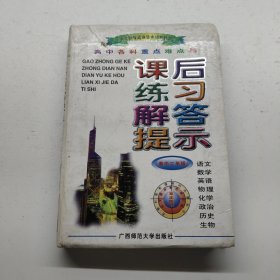 高中各科重点难点与
GAO ZHONG GE KE
ZHONG DIAN NAN
DIAN YU KE HOU
LIAN XI JIE DA
TI SHI
课后
练习
解答
提示
语文
数学
英语
物理
化学
政治
历史
生物
广西师范大学出版社